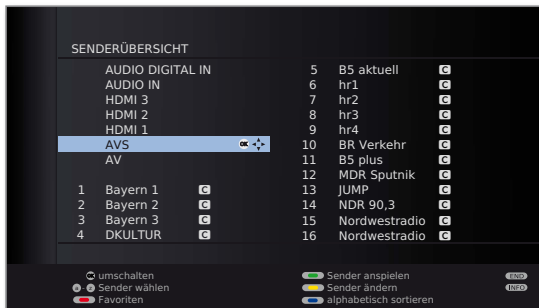 SENDERÜBERSICHT
AUDIO DIGITAL IN
AUDIO IN
HDMI 3
HDMI 2
HDMI 1
AVS OK
AV
1 Bayern 1 C
2 Bayern 2 C
3 Bayern 3 C
4 DKULTUR C
5 B5 aktuell C
6 hr1 C
7 hr2 C
8 hr3 C
9 hr4 C
10 BR Verkehr C
11 B5 plus C
12 MDR Sputnik C
13 JUMP C
14 NDR 90,3 C
15 Nordwestradio C
16 Nordwestradio C
OK umschalten
Sender wählen
Favoriten
Sender anspielen
Sender ändern
alphabetisch sortieren
END
INFO